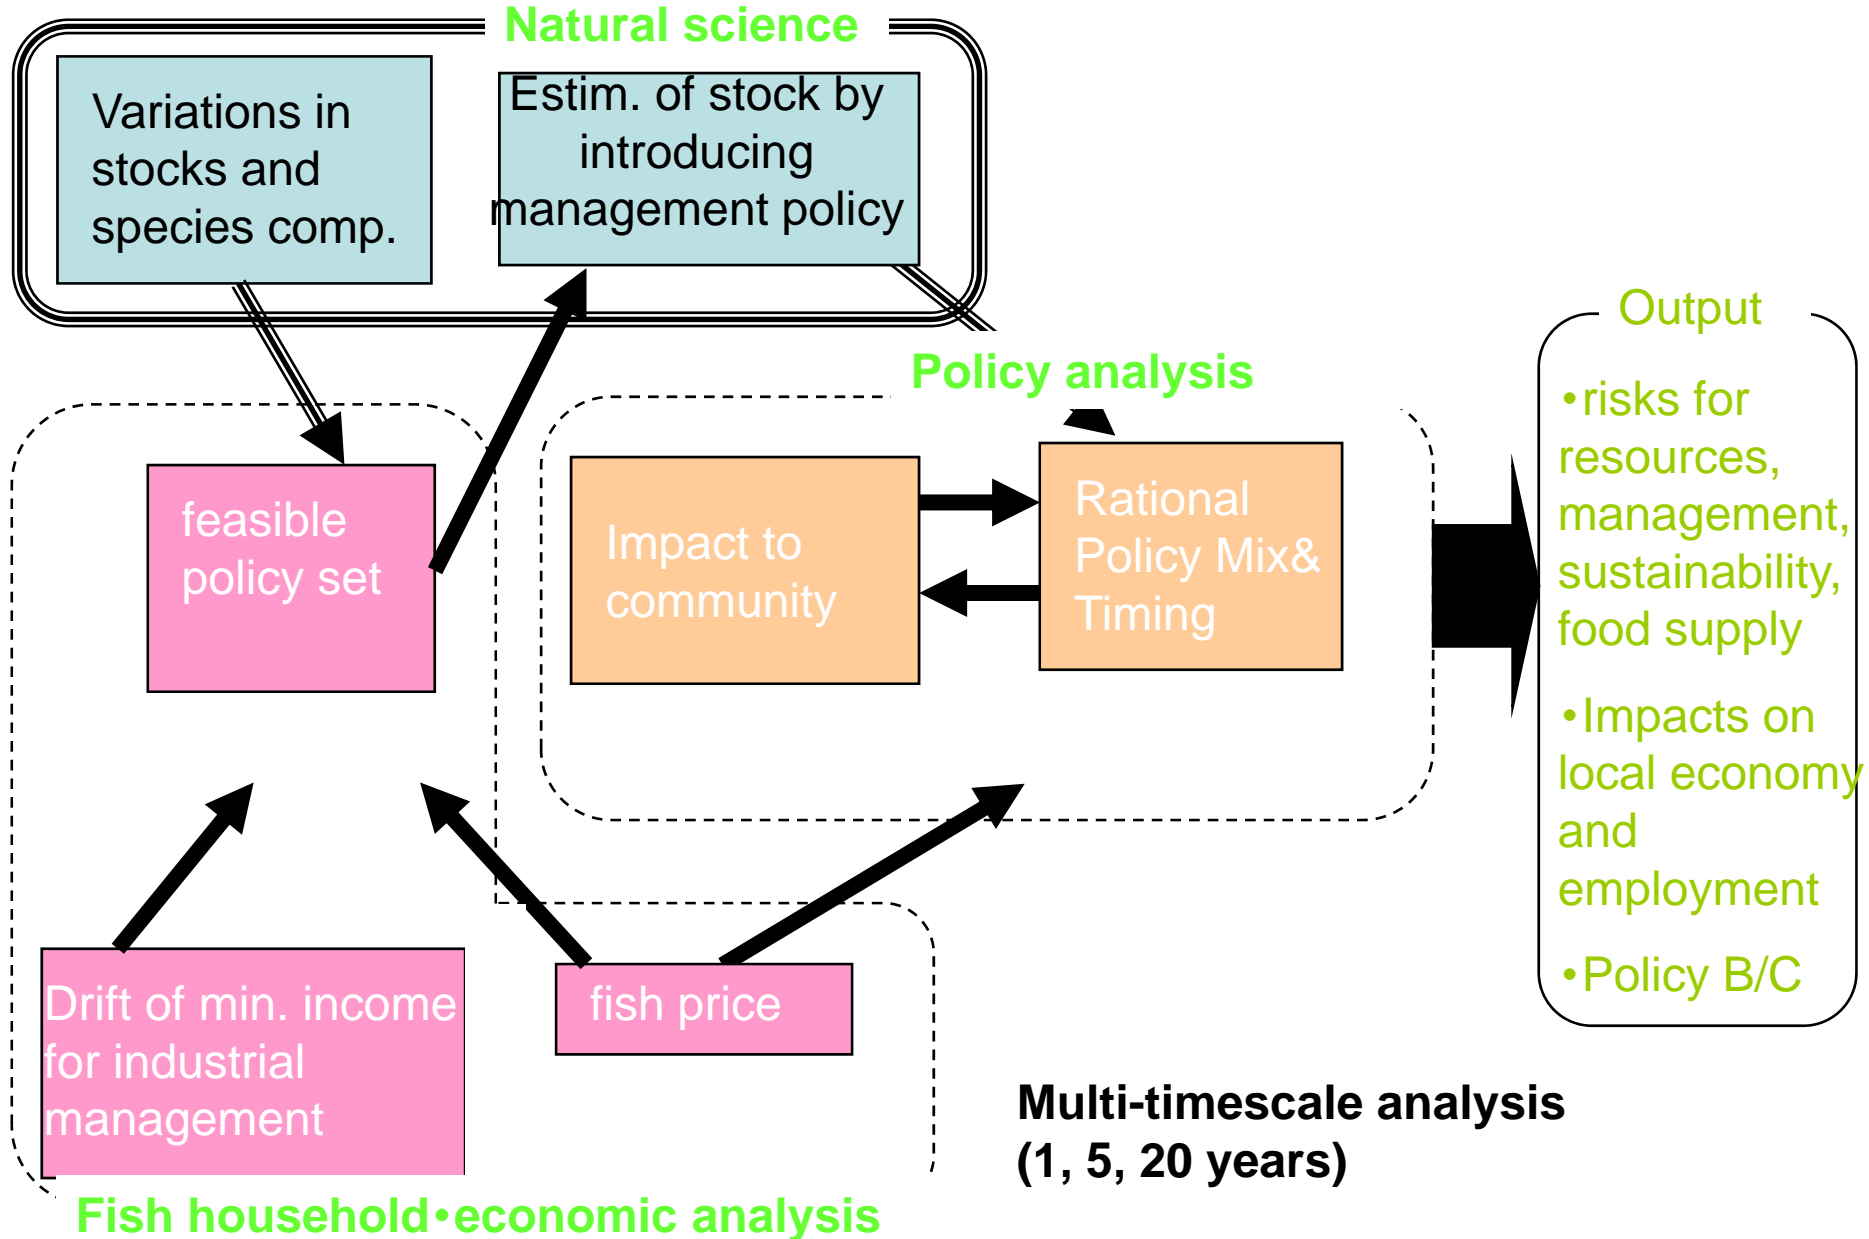 Natural science
Variations in
stocks and
species comp.
Estim. of stock by
introducing
management policy
Policy analysis
feasible
policy set
Impact to
community
Rational
Policy Mix&
Timing
Drift of min. income
for industrial
management
fish price
Fish household•economic analysis
Multi-timescale analysis
(1, 5, 20 years)
Output
•risks for
resources,
management,
sustainability,
food supply
•Impacts on
local economy
and
employment
•Policy B/C